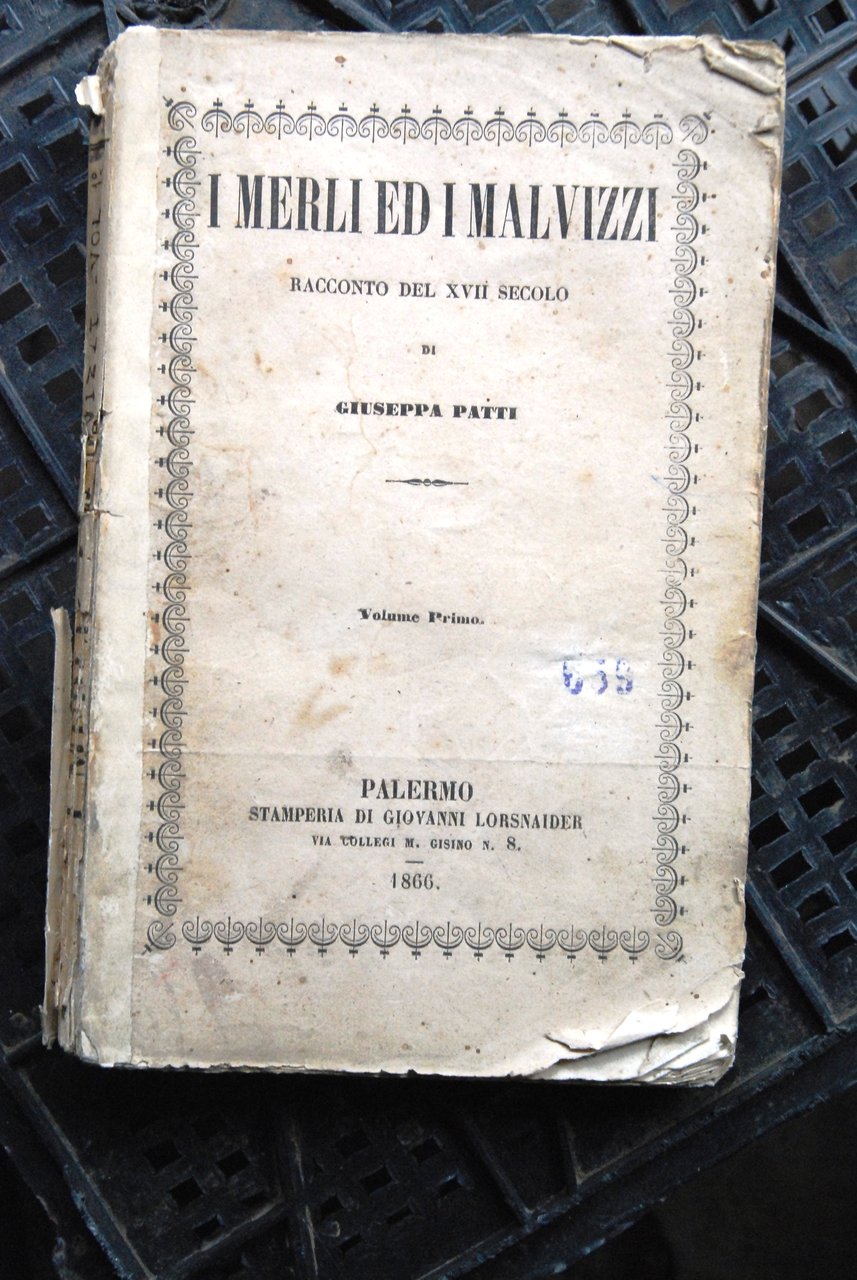 I MERLI ED I MALVIZZI
RACCONTO DEL XVII SECOLO
DI
GIUSEPPA PATTI
Volume Primo.
PALERMO
STAMPERIA DI GIOVANNI LORSNAIDER
VIA COLLEGI M. GISINO N. 8.
1866.